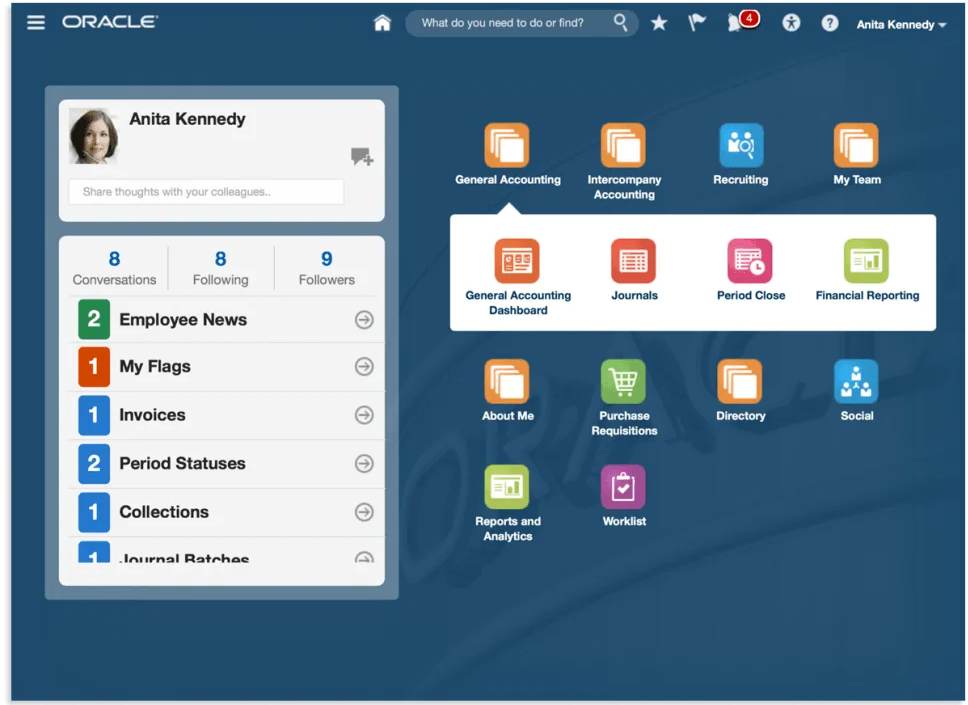 ORACLE
What do you need to do or find?
4
Anita Kennedy
Anita Kennedy
Share thoughts with your colleagues..
8
Conversations
8
Following
9
Followers
2 Employee News
1 My Flags
1 Invoices
2 Period Statuses
1 Collections
1 Journal Batches
General Accounting
Intercompany
Accounting
Recruiting
My Team
General Accounting
Dashboard
Journals
Period Close
Financial Reporting
About Me
Purchase
Requisitions
Directory
Social
Reports and
Analytics
Worklist
ORACLE